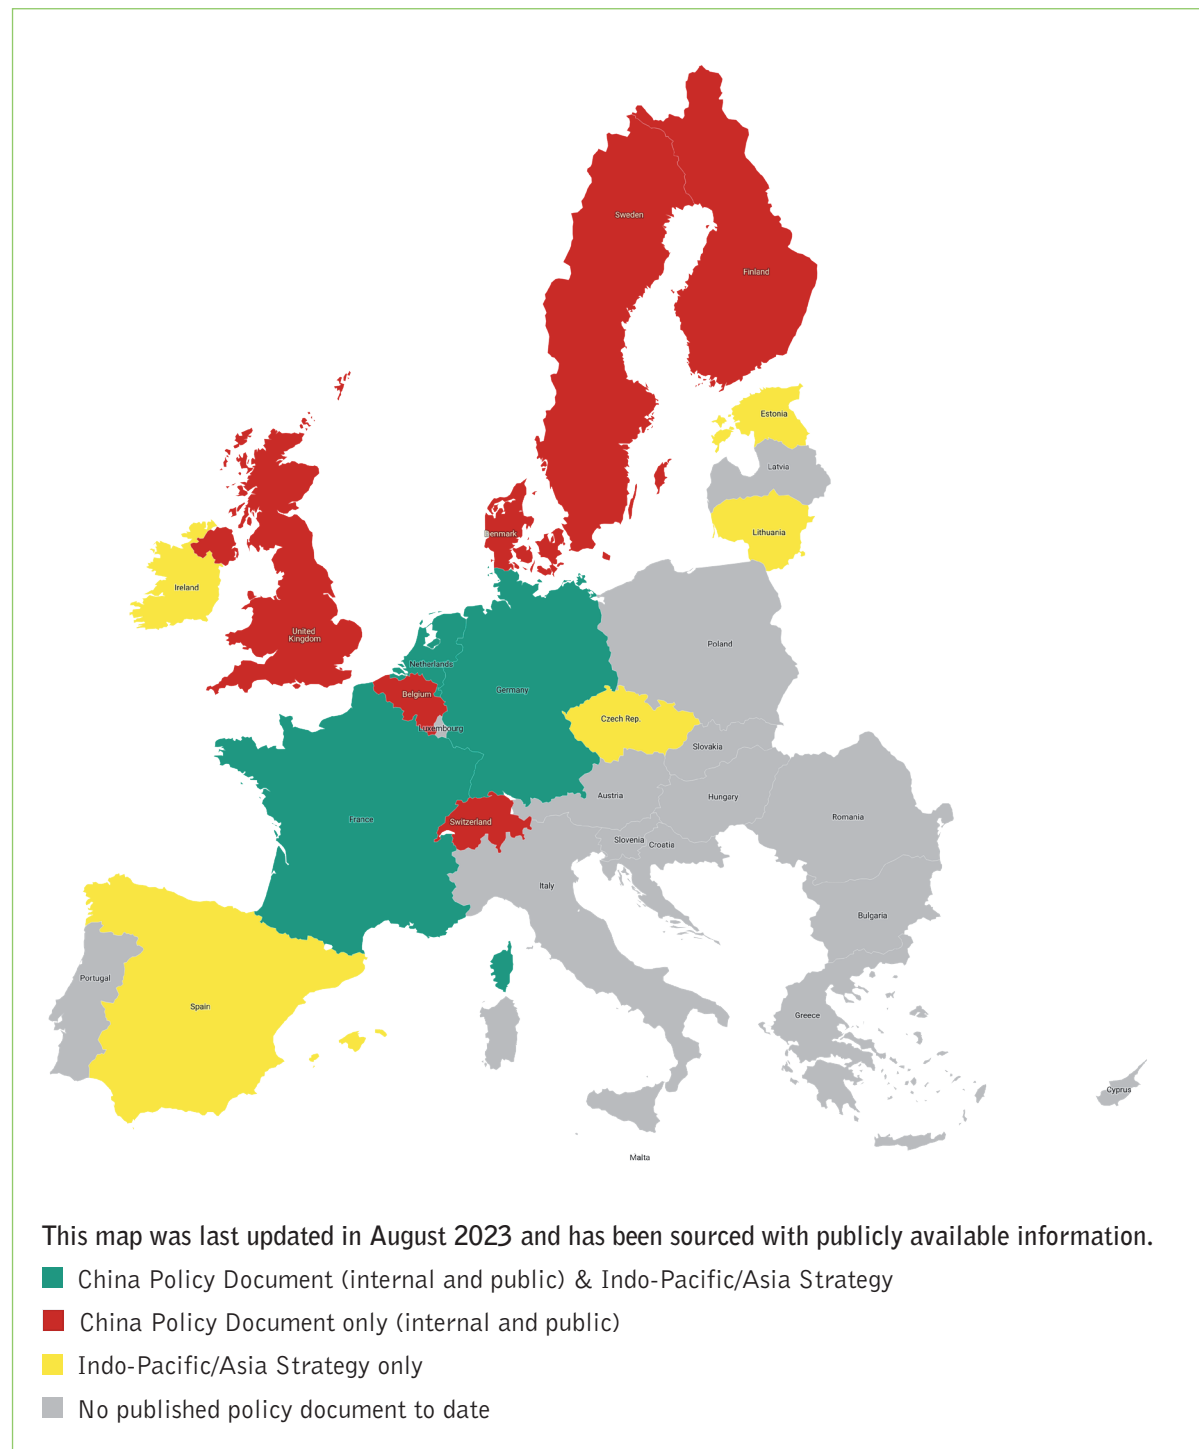 Sweden
Finland
Estonia
Latvia
Denmark
Lithuania
Ireland
United
Kingdom
Poland
Netherlands
Germany
Belgium
Czech Rep.
Luxembourg
Slovakia
Austria
Hungary
France
Switzerland
Romania
Slovenia
Croatia
Italy
Bulgaria
Portugal
Spain
Greece
Cyprus
Malta
This map was last updated in August 2023 and has been sourced with publicly available information.
China Policy Document (internal and public) & Indo-Pacific/Asia Strategy
China Policy Document only (internal and public)
Indo-Pacific/Asia Strategy only
No published policy document to date